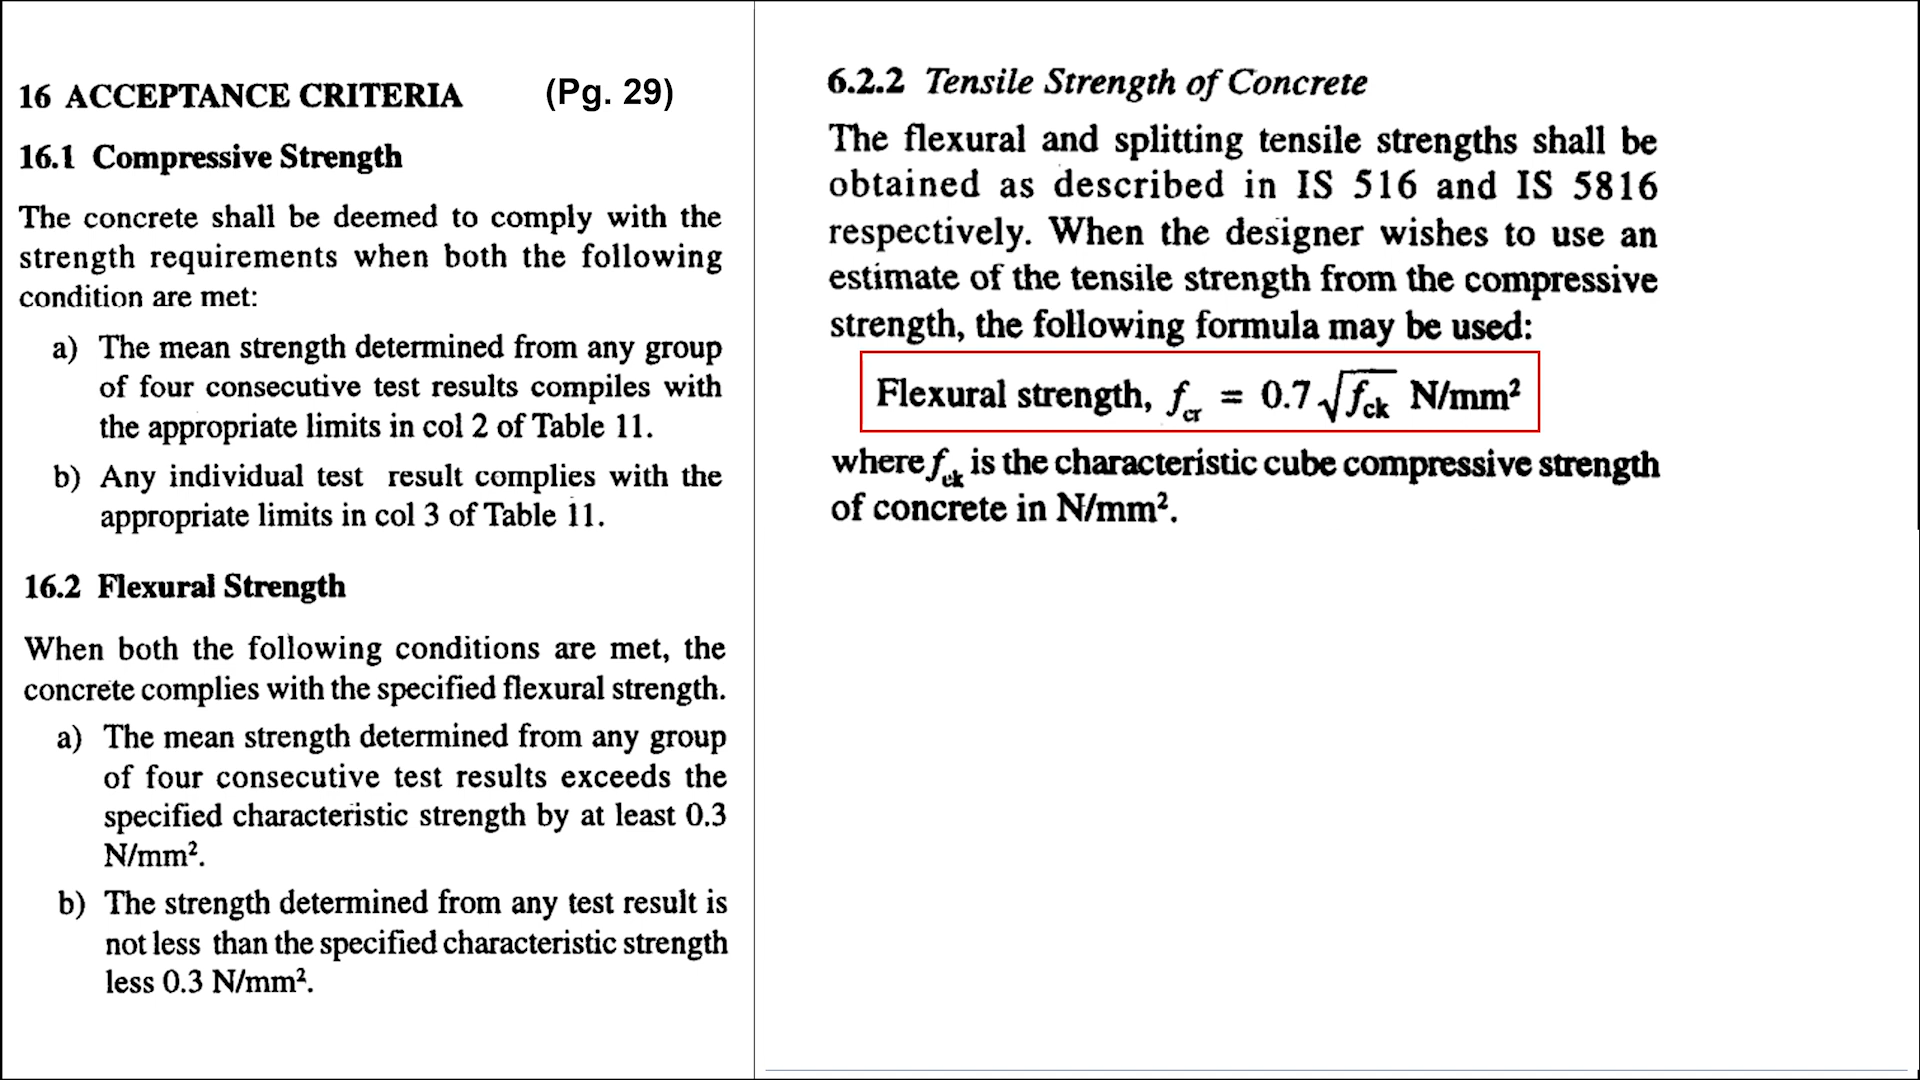 16 ACCEPTANCE CRITERIA (Pg. 29)
16.1 Compressive Strength
The concrete shall be deemed to comply with the
strength requirements when both the following
condition are met:
a) The mean strength determined from any group
of four consecutive test results compiles with
the appropriate limits in col 2 of Table 11.
b) Any individual test result complies with the
appropriate limits in col 3 of Table 11.
16.2 Flexural Strength
When both the following conditions are met, the
concrete complies with the specified flexural strength.
a) The mean strength determined from any group
of four consecutive test results exceeds the
specified characteristic strength by at least 0.3
N/mm².
b) The strength determined from any test result is
not less than the specified characteristic strength
less 0.3 N/mm².
6.2.2 Tensile Strength of Concrete
The flexural and splitting tensile strengths shall be
obtained as described in IS 516 and IS 5816
respectively. When the designer wishes to use an
estimate of the tensile strength from the compressive
strength, the following formula may be used:
Flexural strength, f_cr = 0.7 √f_ck N/mm²
where f_ck is the characteristic cube compressive strength
of concrete in N/mm².